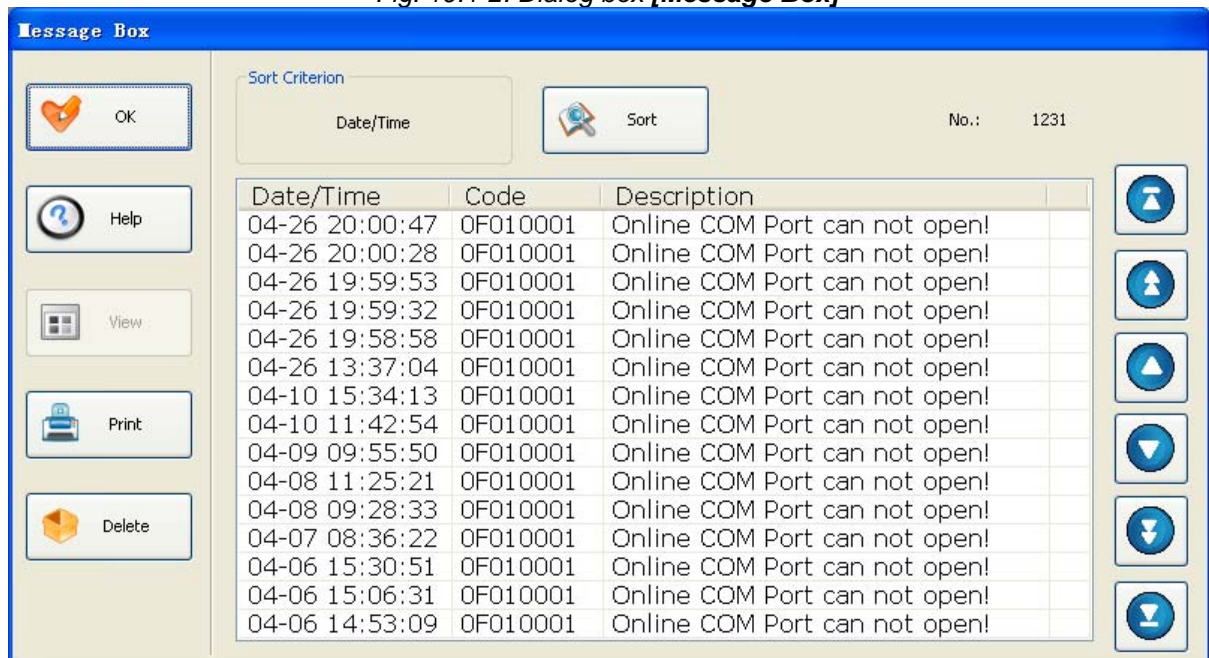 Dialog box [Message Box]
Message Box
OK
Help
View
Print
Delete
Sort Criterion
Date/Time
Sort
No.: 1231
Date/Time Code Description
04-26 20:00:47 0F010001 Online COM Port can not open!
04-26 20:00:28 0F010001 Online COM Port can not open!
04-26 19:59:53 0F010001 Online COM Port can not open!
04-26 19:59:32 0F010001 Online COM Port can not open!
04-26 19:58:58 0F010001 Online COM Port can not open!
04-26 13:37:04 0F010001 Online COM Port can not open!
04-10 15:34:13 0F010001 Online COM Port can not open!
04-10 11:42:54 0F010001 Online COM Port can not open!
04-09 09:55:50 0F010001 Online COM Port can not open!
04-08 11:25:21 0F010001 Online COM Port can not open!
04-08 09:28:33 0F010001 Online COM Port can not open!
04-07 08:36:22 0F010001 Online COM Port can not open!
04-06 15:30:51 0F010001 Online COM Port can not open!
04-06 15:06:31 0F010001 Online COM Port can not open!
04-06 14:53:09 0F010001 Online COM Port can not open!